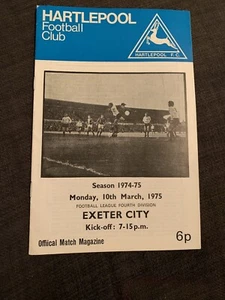 HARTLEPOOL
Football
Club
HARTLEPOOL F.C.
Season 1974-75
Monday, 10th March, 1975
FOOTBALL LEAGUE FOURTH DIVISION
EXETER CITY
Kick-off: 7-15 p.m.
Official Match Magazine
6p